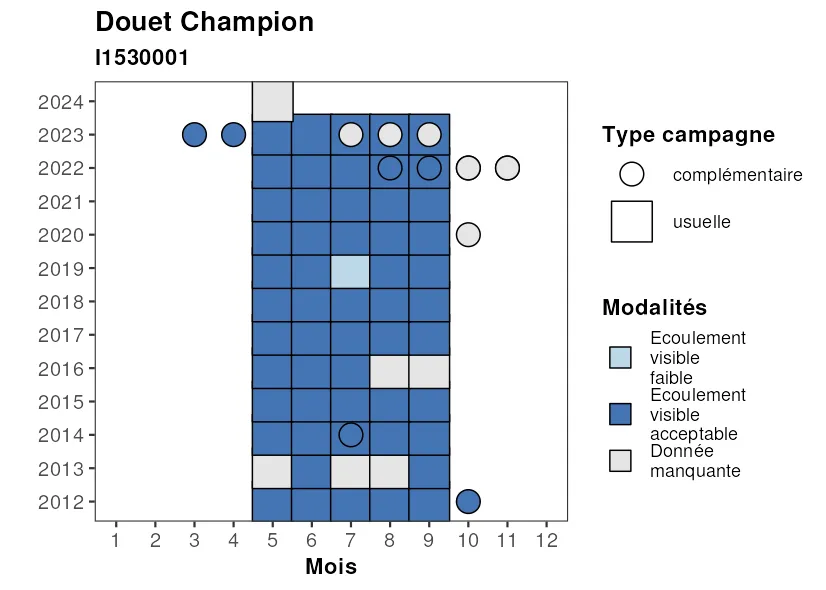 Douet Champion
I1530001
2024
2023
2022
2021
2020
2019
2018
2017
2016
2015
2014
2013
2012
1 2 3 4 5 6 7 8 9 10 11 12
Mois
Type campagne
complémentaire
usuelle
Modalités
Ecoulement
visible
faible
Ecoulement
visible
acceptable
Donnée
manquante